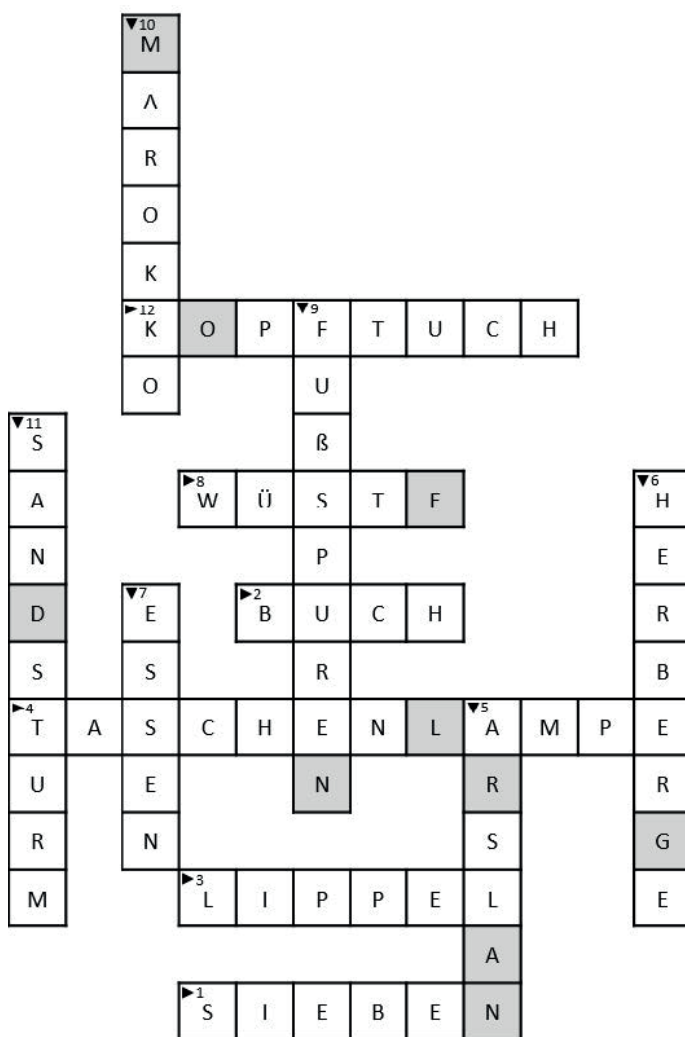 ▼10 M
Λ
R
O
K
►12 K O P ▼9 F T U C H
O U
▼11 S ß
A ►8 W Ü S T F ▼6 H
N P E
D ▼7 E ►2 B U C H R
S S R B
►4 T A S C H E N L ▼5 A M P E
U E N R R
R N S G
M ►3 L I P P E L E
A
►1 S I E B E N